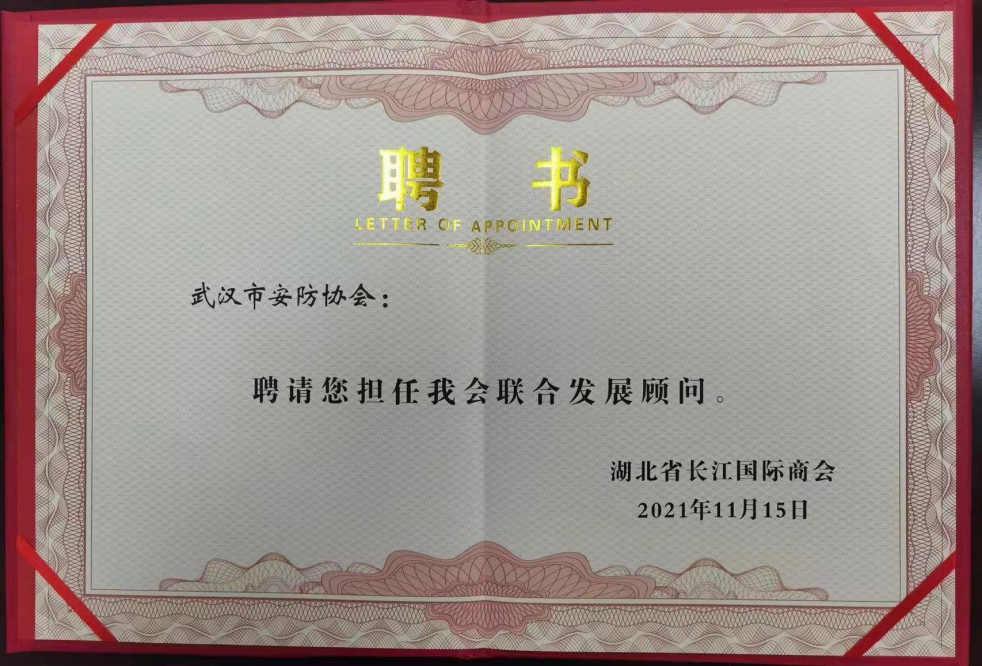 聘 书
LETTER OF APPOINTMENT
武汉市安防协会：
聘请您担任我会联合发展顾问。
湖北省长江国际商会
2021年11月15日